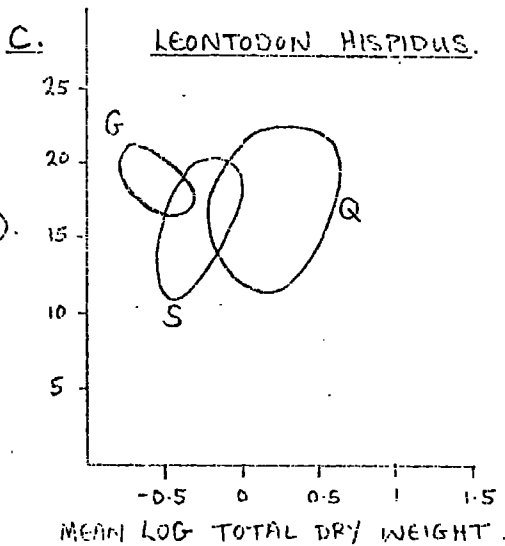 C. LEONTODON HISPIDUS.
25
G
20
Q
).
15
S
10
5
-0.5 0 0.5 1 1.5
MEAN LOG TOTAL DRY WEIGHT.